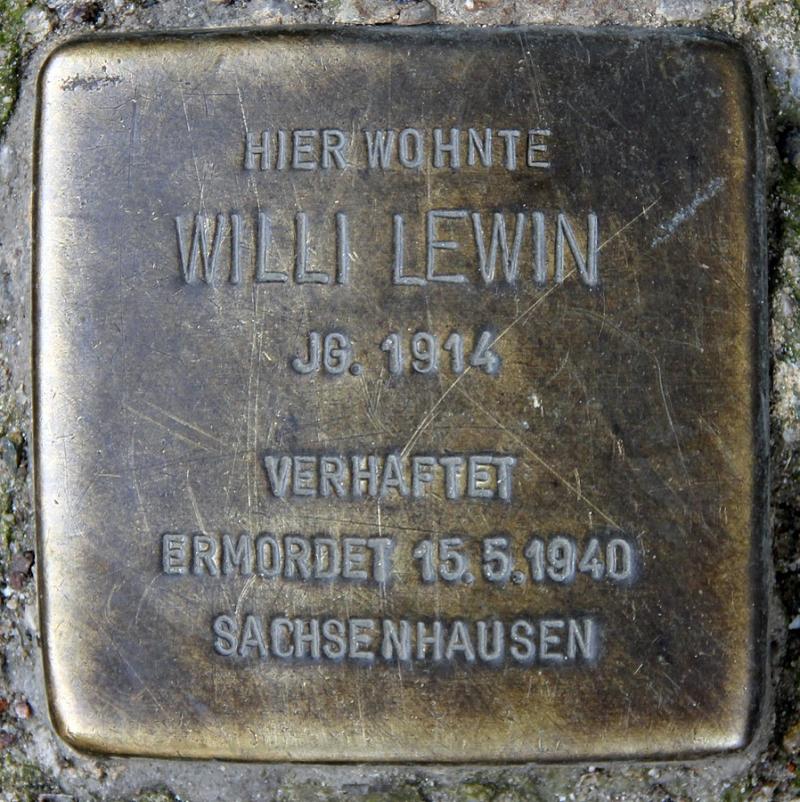 HIER WOHNTE
WILLI LEWIN
JG. 1914
VERHAFTET
ERMORDET 15.5.1940
SACHSENHAUSEN